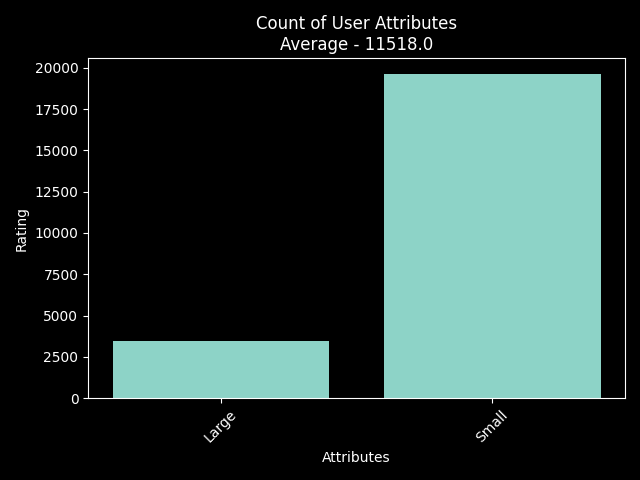 Count of User Attributes
Average - 11518.0
20000
17500
15000
12500
10000
7500
5000
2500
0
Rating
Large
Small
Attributes